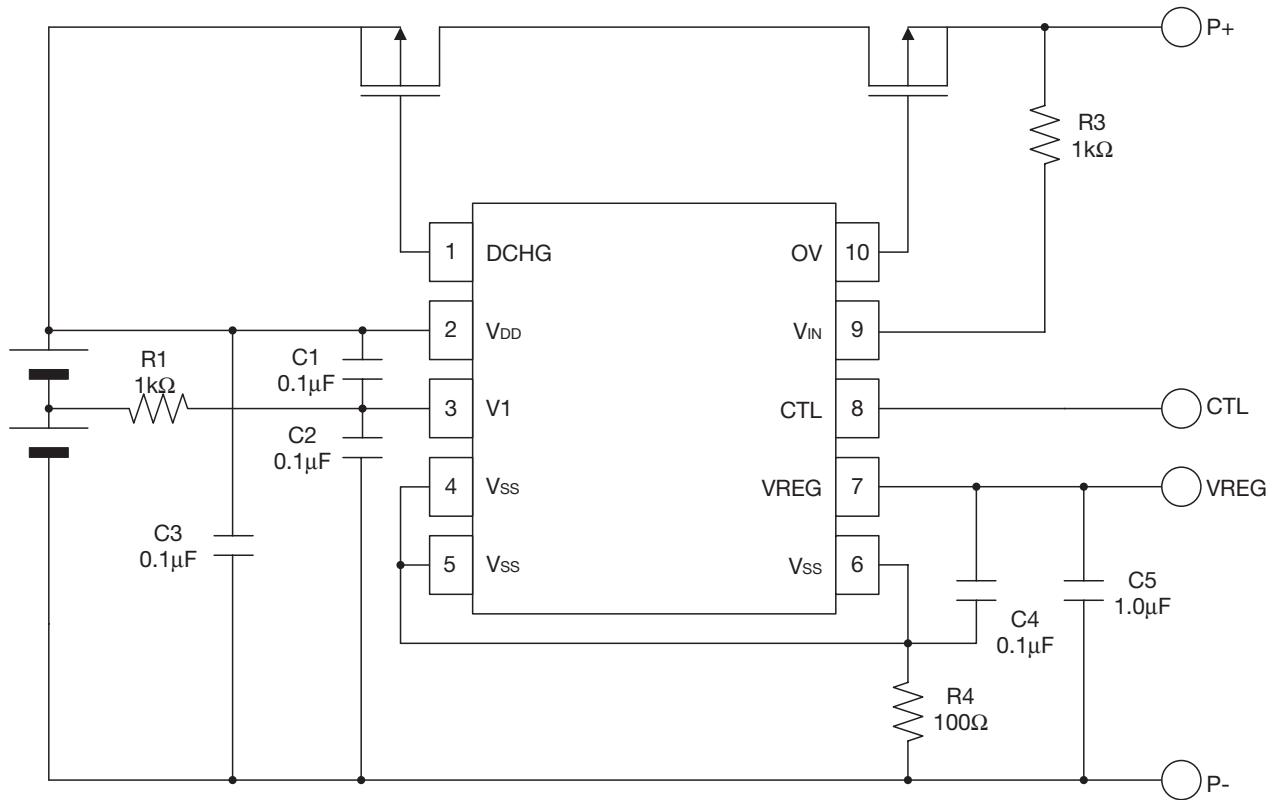 P+
R3
1kΩ
1
DCHG
OV
10
2
VDD
VIN
9
R1
1kΩ
C1
0.1μF
3
V1
CTL
8
CTL
C2
0.1μF
4
VSS
VREG
7
VREG
C3
0.1μF
5
VSS
VSS
6
C4
0.1μF
C5
1.0μF
R4
100Ω
P-